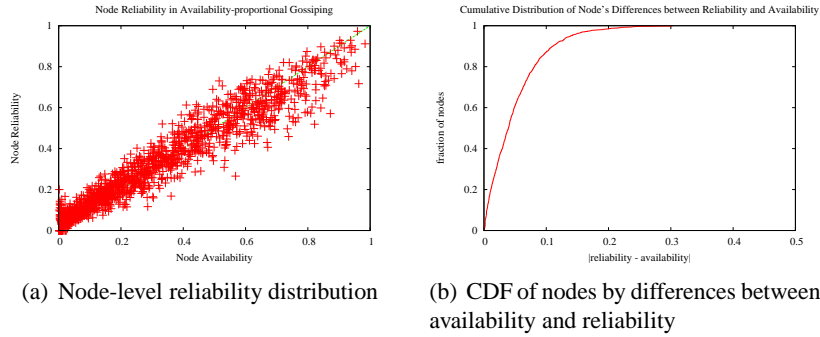 Node Reliability in Availability-proportional Gossiping
Node Reliability
1
0.8
0.6
0.4
0.2
0
0 0.2 0.4 0.6 0.8 1
Node Availability
(a) Node-level reliability distribution
Cumulative Distribution of Node's Differences between Reliability and Availability
fraction of nodes
1
0.8
0.6
0.4
0.2
0
0 0.1 0.2 0.3 0.4 0.5
|reliability - availability|
(b) CDF of nodes by differences between
availability and reliability